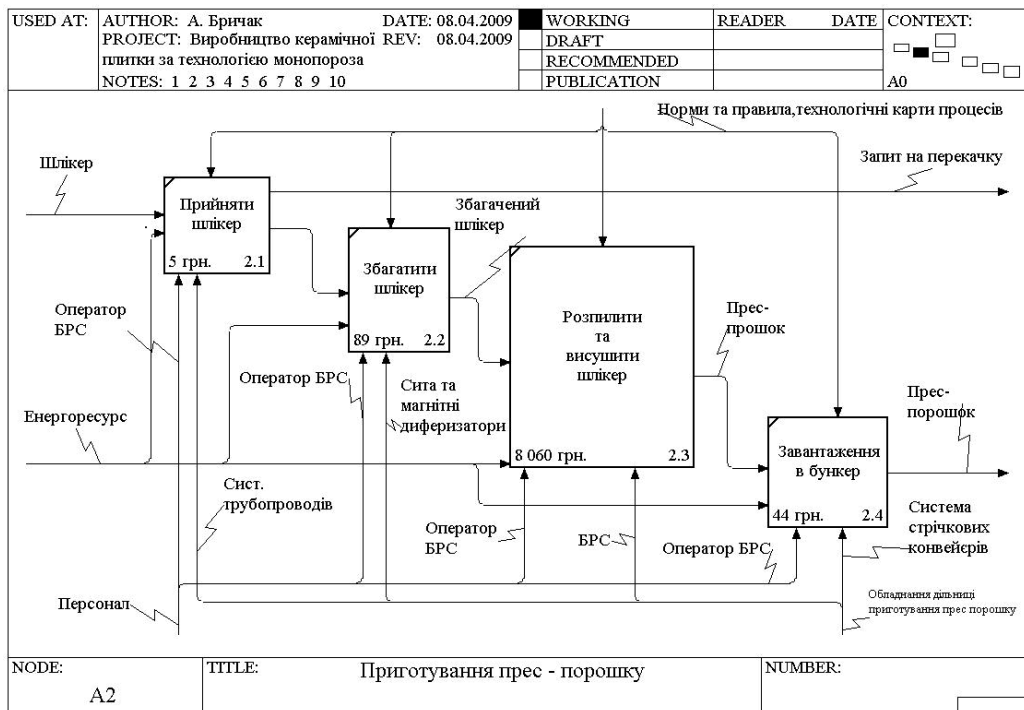 USED AT:
AUTHOR: А. Бричак
DATE: 08.04.2009
PROJECT: Виробництво керамічної
REV: 08.04.2009
плитки за технологією монопороза
NOTES: 1 2 3 4 5 6 7 8 9 10
WORKING
DRAFT
RECOMMENDED
PUBLICATION
READER
DATE
CONTEXT:
A0
Норми та правила,технологічні карти процесів
Шлікер
Запит на перекачку
Прийняти
шлікер
5 грн. 2.1
Збагачений
шлікер
Збагатити
шлікер
89 грн. 2.2
Оператор
БРС
Розпилити
та
висушити
шлікер
8 060 грн. 2.3
Прес-
прошок
Оператор БРС
Сита та
магнітні
диферизатори
Прес-
порошок
Енергоресурс
Завантаження
в бункер
44 грн. 2.4
Сист.
трубопроводів
Оператор
БРС
БРС
Оператор БРС
Система
стрічкових
конвейєрів
Персонал
Обладнання дільниці
приготування прес порошку
NODE:
A2
TITLE:
Приготування прес - порошку
NUMBER: